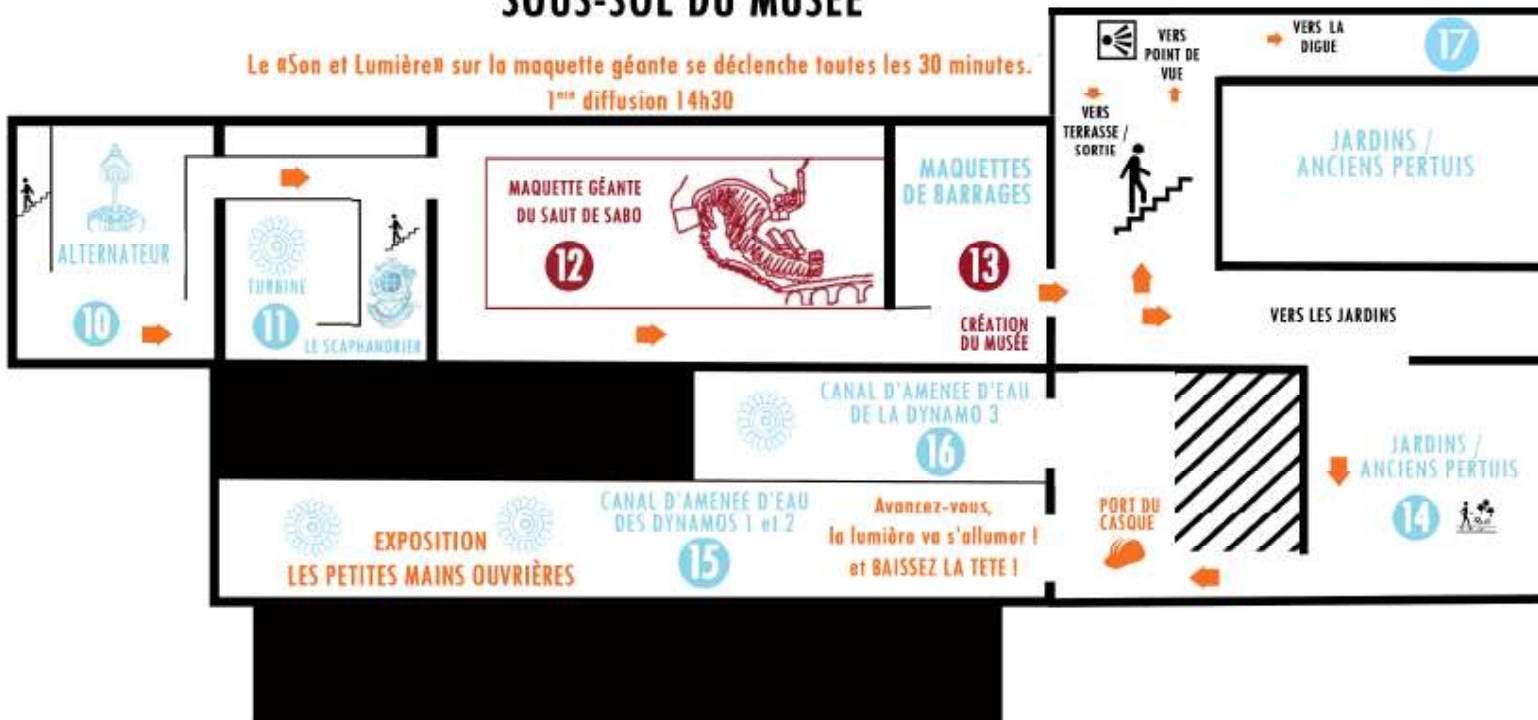 SOUS-SOL DU MUSÉE
Le «Son et Lumière» sur la maquette géante se déclenche toutes les 30 minutes.
1ère diffusion 14h30
VERS
POINT DE
VUE
VERS LA
DIGUE
17
VERS
TERRASSE /
SORTIE
JARDINS /
ANCIENS PERTUIS
ALTERNATEUR
10
TURBINE
11
LE SCAPHANDRIER
MAQUETTE GÉANTE
DU SAUT DE SABO
12
MAQUETTES
DE BARRAGES
13
CRÉATION
DU MUSÉE
VERS LES JARDINS
CANAL D'AMENEE D'EAU
DE LA DYNAMO 3
16
JARDINS /
ANCIENS PERTUIS
14
EXPOSITION
LES PETITES MAINS OUVRIÈRES
CANAL D'AMENEE D'EAU
DES DYNAMOS 1 et 2
15
Avancez-vous,
la lumière va s'allumer !
et BAISSEZ LA TETE !
PORT DU
CASQUE